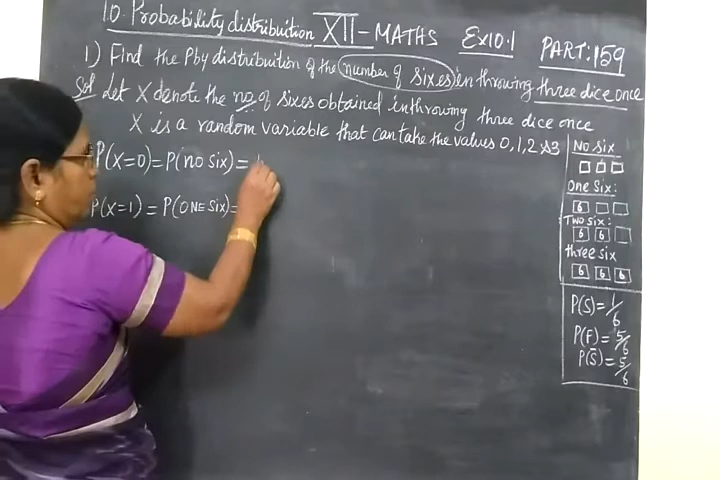 10. Probability distribuition XII - MATHS Ex10.1 PART:159
1) Find the Pby distribution of the number of sixes in throwing three dice once
Sol Let X denote the no of sixes obtained in throwing three dice once
X is a random variable that can take the values 0, 1, 2 &3
P(X=0) = P(NO Six) =
P(X=1) = P(ONE Six) =
No Six
One Six:
6
Two Six:
6 6
three six
6 6 6
P(S) = 1/6
P(F) = 5/6
P(S̄) = 5/6